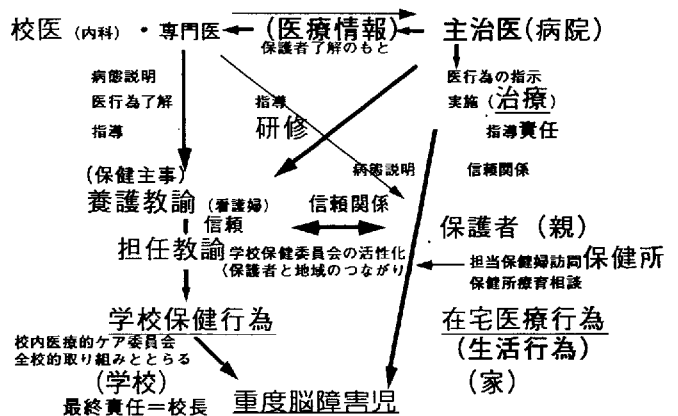 校医（内科）・専門医 （医療情報） 主治医（病院）
保護者了解のもと
病態説明
医行為了解
指導
指導
研修
医行為の指示
実施（治療）
指導責任
病態説明
信頼関係
（保健主事）
養護教諭（看護婦）
信頼
信頼関係
担任教諭
学校保健委員会の活性化
（保護者と地域のつながり）
保護者（親）
担当保健婦訪問 保健所
保健所療育相談
学校保健行為
校内医療的ケア委員会
全校的取り組みととらる
（学校）
最終責任＝校長
重度脳障害児
在宅医療行為
（生活行為）
（家）